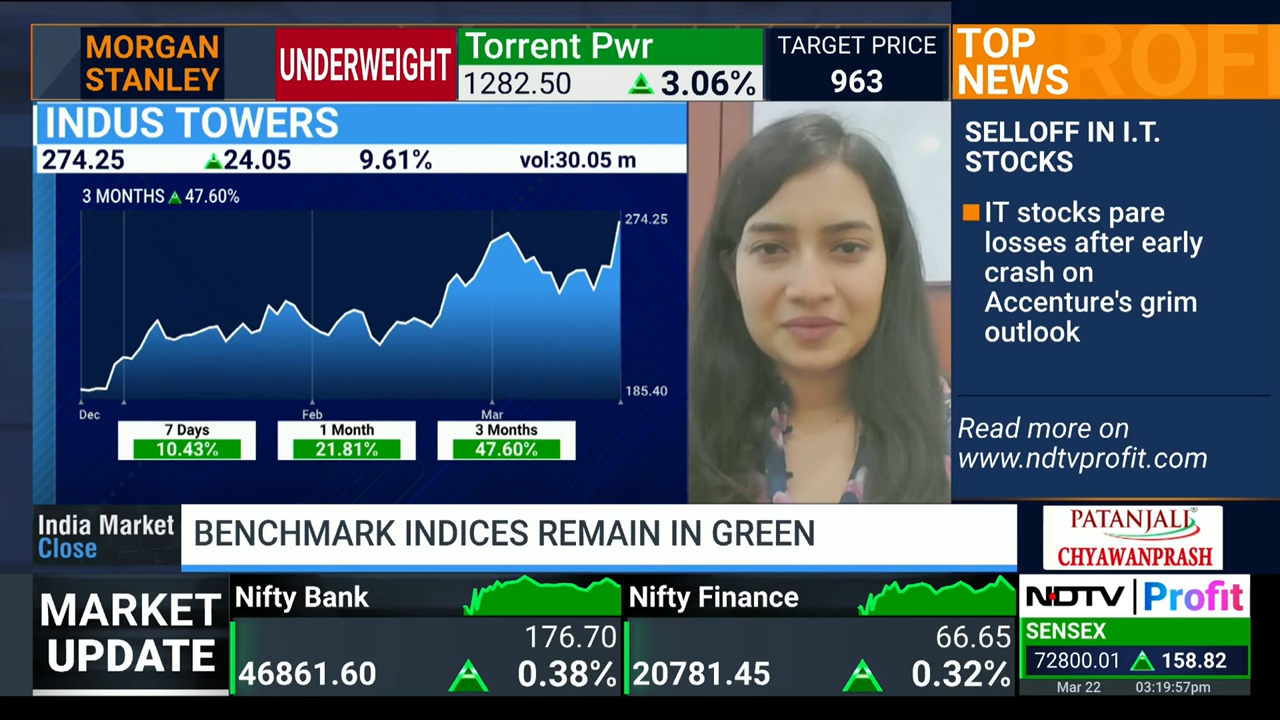 MORGAN
STANLEY
UNDERWEIGHT
Torrent Pwr
1282.50 3.06%
TARGET PRICE
963
TOP
NEWS
PROFI
INDUS TOWERS
274.25 24.05 9.61% vol:30.05 m
3 MONTHS 47.60%
274.25
185.40
Dec Feb Mar
7 Days
10.43%
1 Month
21.81%
3 Months
47.60%
SELLOFF IN I.T.
STOCKS
IT stocks pare
losses after early
crash on
Accenture's grim
outlook
Read more on
www.ndtvprofit.com
India Market
Close
BENCHMARK INDICES REMAIN IN GREEN
PATANJALI®
CHYAWANPRASH
MARKET
UPDATE
Nifty Bank
176.70
46861.60 0.38%
Nifty Finance
66.65
20781.45 0.32%
NDTV Profit
SENSEX
72800.01 158.82
Mar 22 03:19:57pm